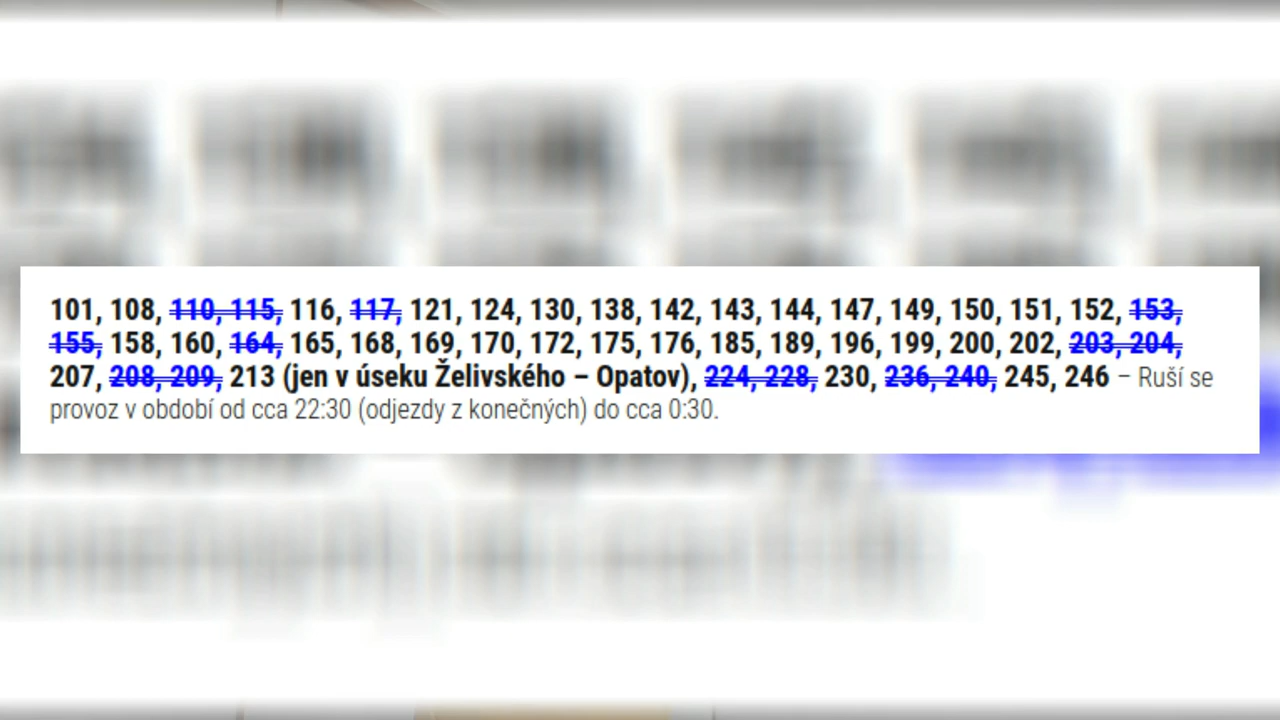 101, 108, 110, 115, 116, 117, 121, 124, 130, 138, 142, 143, 144, 147, 149, 150, 151, 152, 153,
155, 158, 160, 164, 165, 168, 169, 170, 172, 175, 176, 185, 189, 196, 199, 200, 202, 203, 204,
207, 208, 209, 213 (jen v úseku Želivského – Opatov), 224, 228, 230, 236, 240, 245, 246 – Ruší se
provoz v období od cca 22:30 (odjezdy z konečných) do cca 0:30.